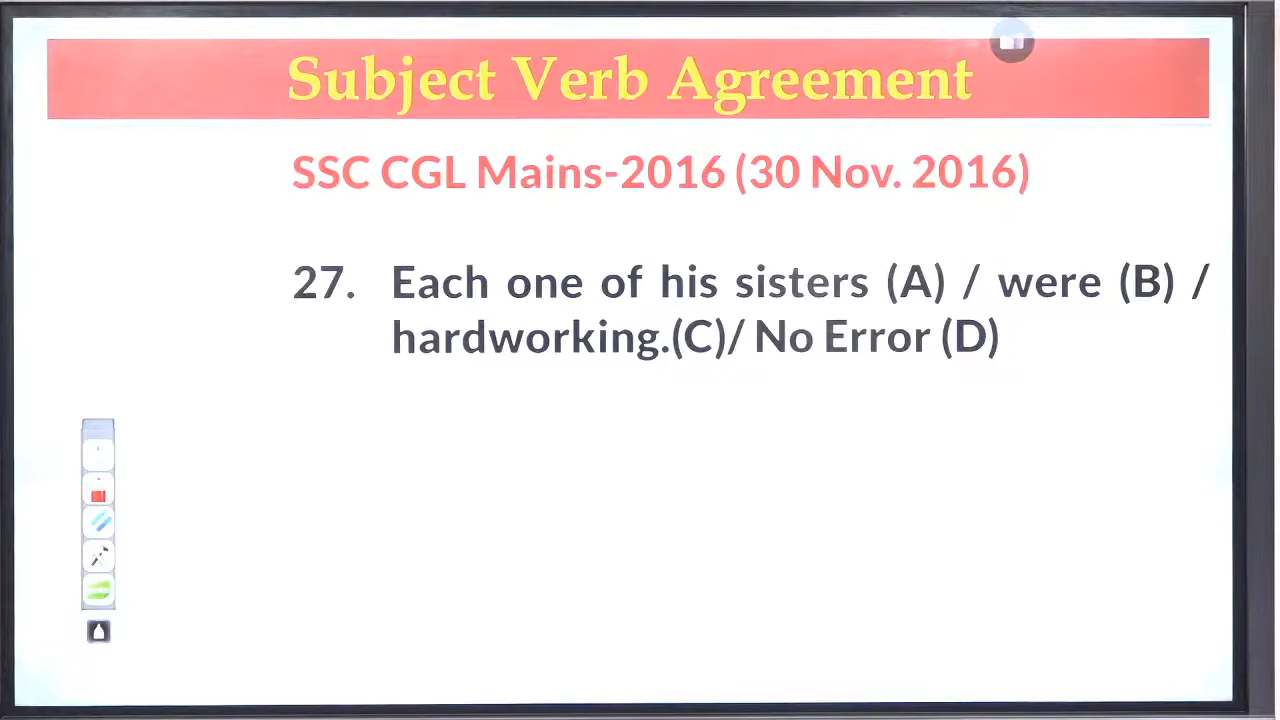 Subject Verb Agreement
SSC CGL Mains-2016 (30 Nov. 2016)
27. Each one of his sisters (A) / were (B) /
hardworking.(C)/ No Error (D)